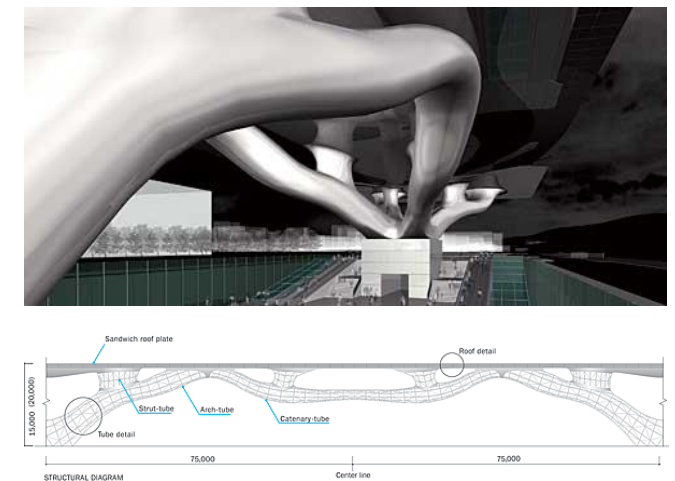 Sandwich roof plate
Roof detail
15,000 (20,000)
Strut-tube
Arch-tube
Catenary-tube
Tube detail
75,000
75,000
Center line
STRUCTURAL DIAGRAM